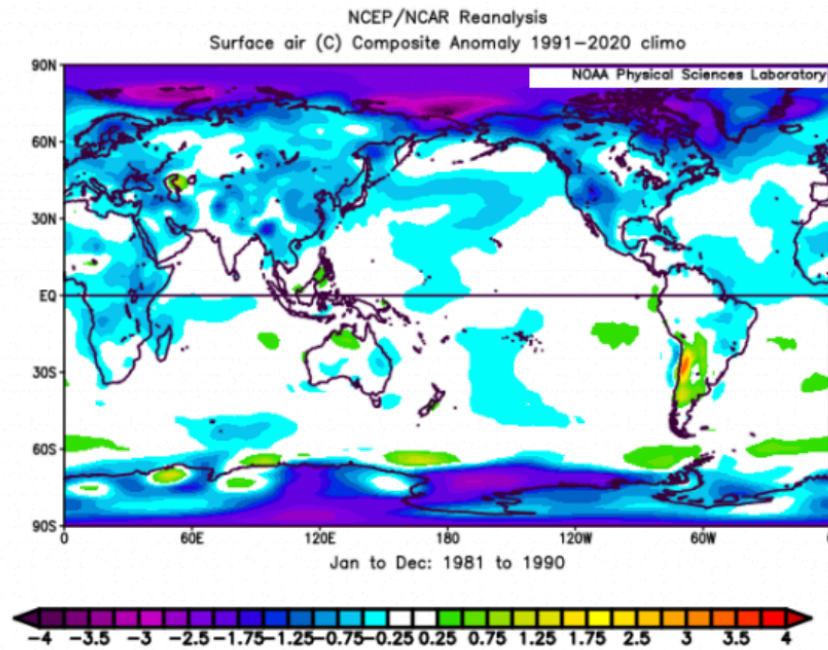 NCEP/NCAR Reanalysis
Surface air (C) Composite Anomaly 1991-2020 climo
NOAA Physical Sciences Laboratory
90N
60N
30N
EQ
30S
60S
90S
0 60E 120E 180 120W 60W 0
Jan to Dec: 1981 to 1990
-4 -3.5 -3 -2.5 -1.75 -1.25 -0.75 -0.25 0.25 0.75 1.25 1.75 2.5 3 3.5 4